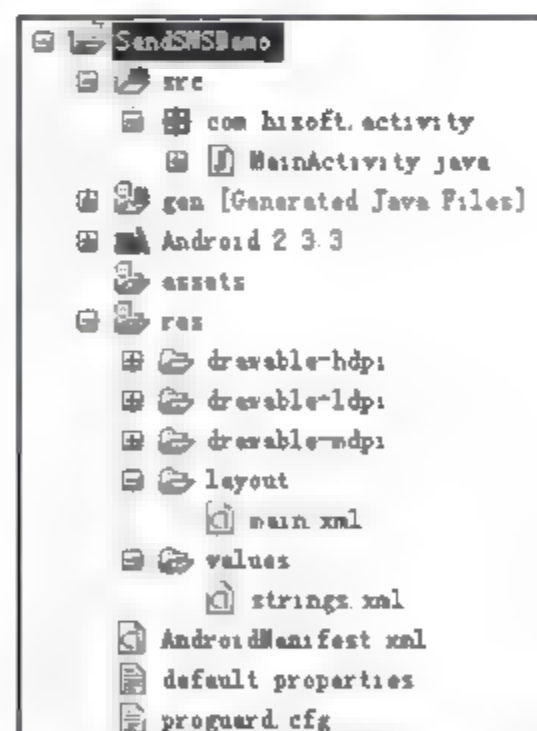 SendSMSDemo
src
com hisoft.activity
MainActivity java
gen [Generated Java Files]
Android 2 3.3
assets
res
drawable-hdpi
drawable-ldpi
drawable-mdpi
layout
main xml
values
strings xml
AndroidManifest xml
default properties
proguard cfg